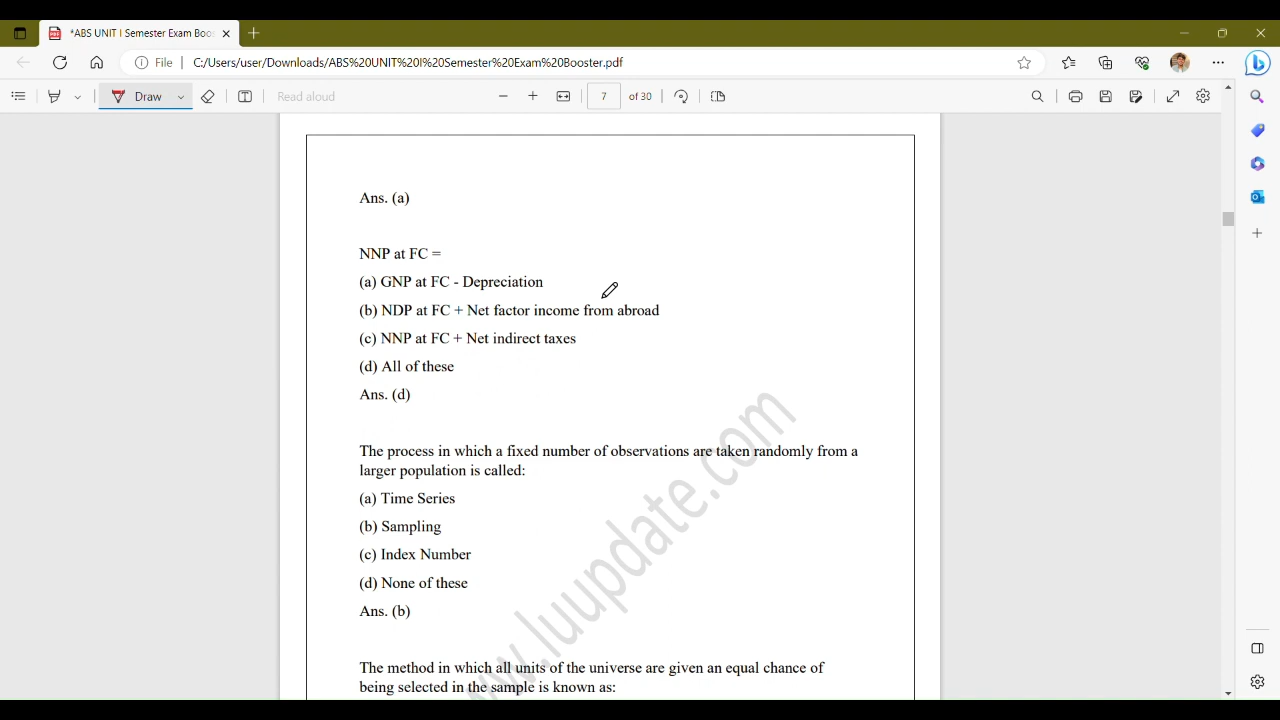 *ABS UNIT I Semester Exam Boo
File
C:/Users/user/Downloads/ABS%20UNIT%20I%20Semester%20Exam%20Booster.pdf
Draw
Read aloud
7 of 30
Ans. (a)
NNP at FC =
(a) GNP at FC - Depreciation
(b) NDP at FC + Net factor income from abroad
(c) NNP at FC + Net indirect taxes
(d) All of these
Ans. (d)
The process in which a fixed number of observations are taken randomly from a
larger population is called:
(a) Time Series
(b) Sampling
(c) Index Number
(d) None of these
Ans. (b)
The method in which all units of the universe are given an equal chance of
being selected in the sample is known as:
ww.luupdate.com